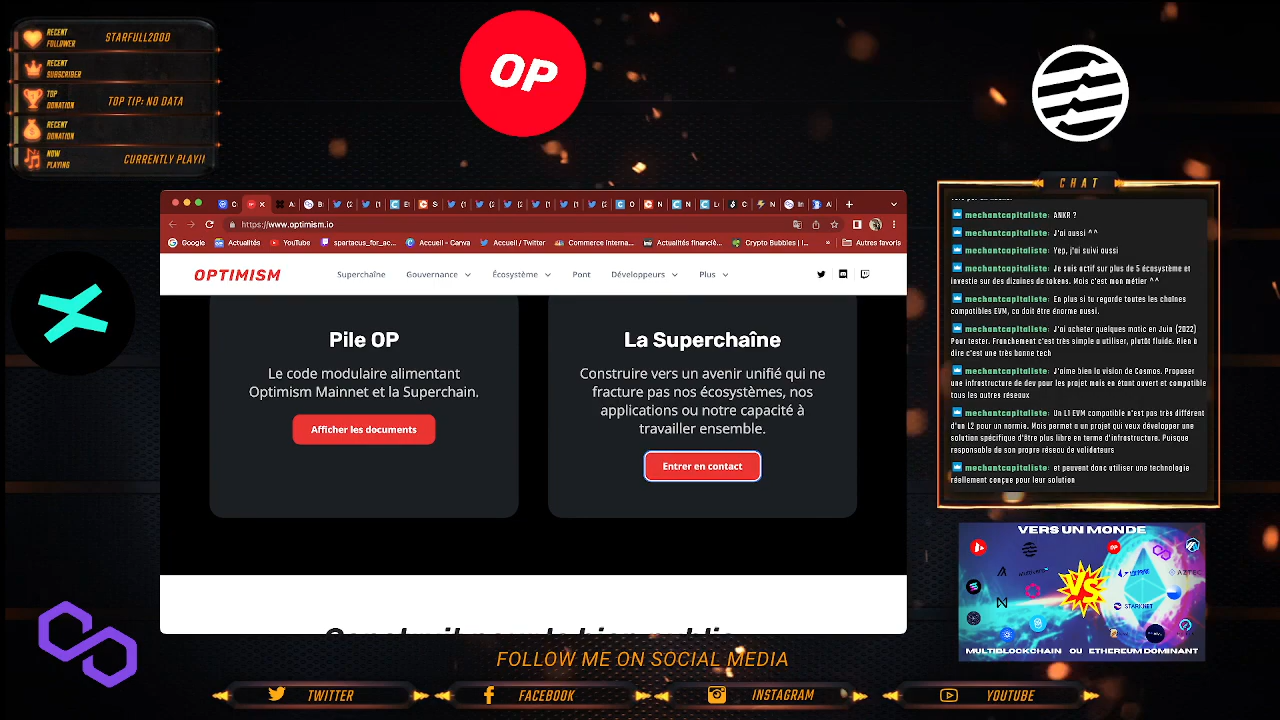 RECENT
FOLLOWER
STARFULL2000
RECENT
SUBSCRIBER
TOP
DONATION
TOP TIP: NO DATA
RECENT
DONATION
NOW
PLAYING
CURRENTLY PLAYI
OP
https://www.optimism.io
Google
Actualités
YouTube
spectacus_for_ac...
Accueil – Canva
Accueil / Twitter
Commerce Interna...
Actualités financiè...
Crypto Bubbles | I...
»
Autres favoris
OPTIMISM
Superchaîne
Gouvernance
Écosystème
Pont
Développeurs
Plus
Pile OP
Le code modulaire alimentant
Optimism Mainnet et la Superchain.
Afficher les documents
La Superchaîne
Construire vers un avenir unifié qui ne
fracture pas nos écosystèmes, nos
applications ou notre capacité à
travailler ensemble.
Entrer en contact
CHAT
mechantcapitaliste: ANKR ?
mechantcapitaliste: J'ai aussi ^^
mechantcapitaliste: Yep, j'ai suivi aussi
mechantcapitaliste: Je suis actif sur plus de 5 écosystème et
investie sur des dizaines de tokens. Mais c'est mon métier ^^
mechantcapitaliste: En plus si tu regarde toutes les chaînes
compatibles EVM, ca doit être énorme aussi.
mechantcapitaliste: J'ai acheter quelques matic en Juin (2022)
Pour tester. Franchement c'est très simple a utiliser, plutôt fluide. Rien à
dire c'est une très bonne tech
mechantcapitaliste: J'aime bien la vision de Cosmos. Proposer
une infrastructure de dev pour les projet mais en étant ouvert et compatible
tous les autres réseaux
mechantcapitaliste: Un L1 EVM compatible n'est pas très différent
d'un L2 pour un normie. Mais permet a un projet qui veux développer une
solution spécifique d'être plus libre en terme d'infrastructure. Puisque
responsable de son propre réseau de validateurs
mechantcapitaliste: et peuvent donc utiliser une technologie
réellement conçue pour leur solution
VERS UN MONDE
VS
STARKNET
AZTEC
MULTIBLOCKCHAIN OU ETHEREUM DOMINANT
FOLLOW ME ON SOCIAL MEDIA
TWITTER
FACEBOOK
INSTAGRAM
YOUTUBE